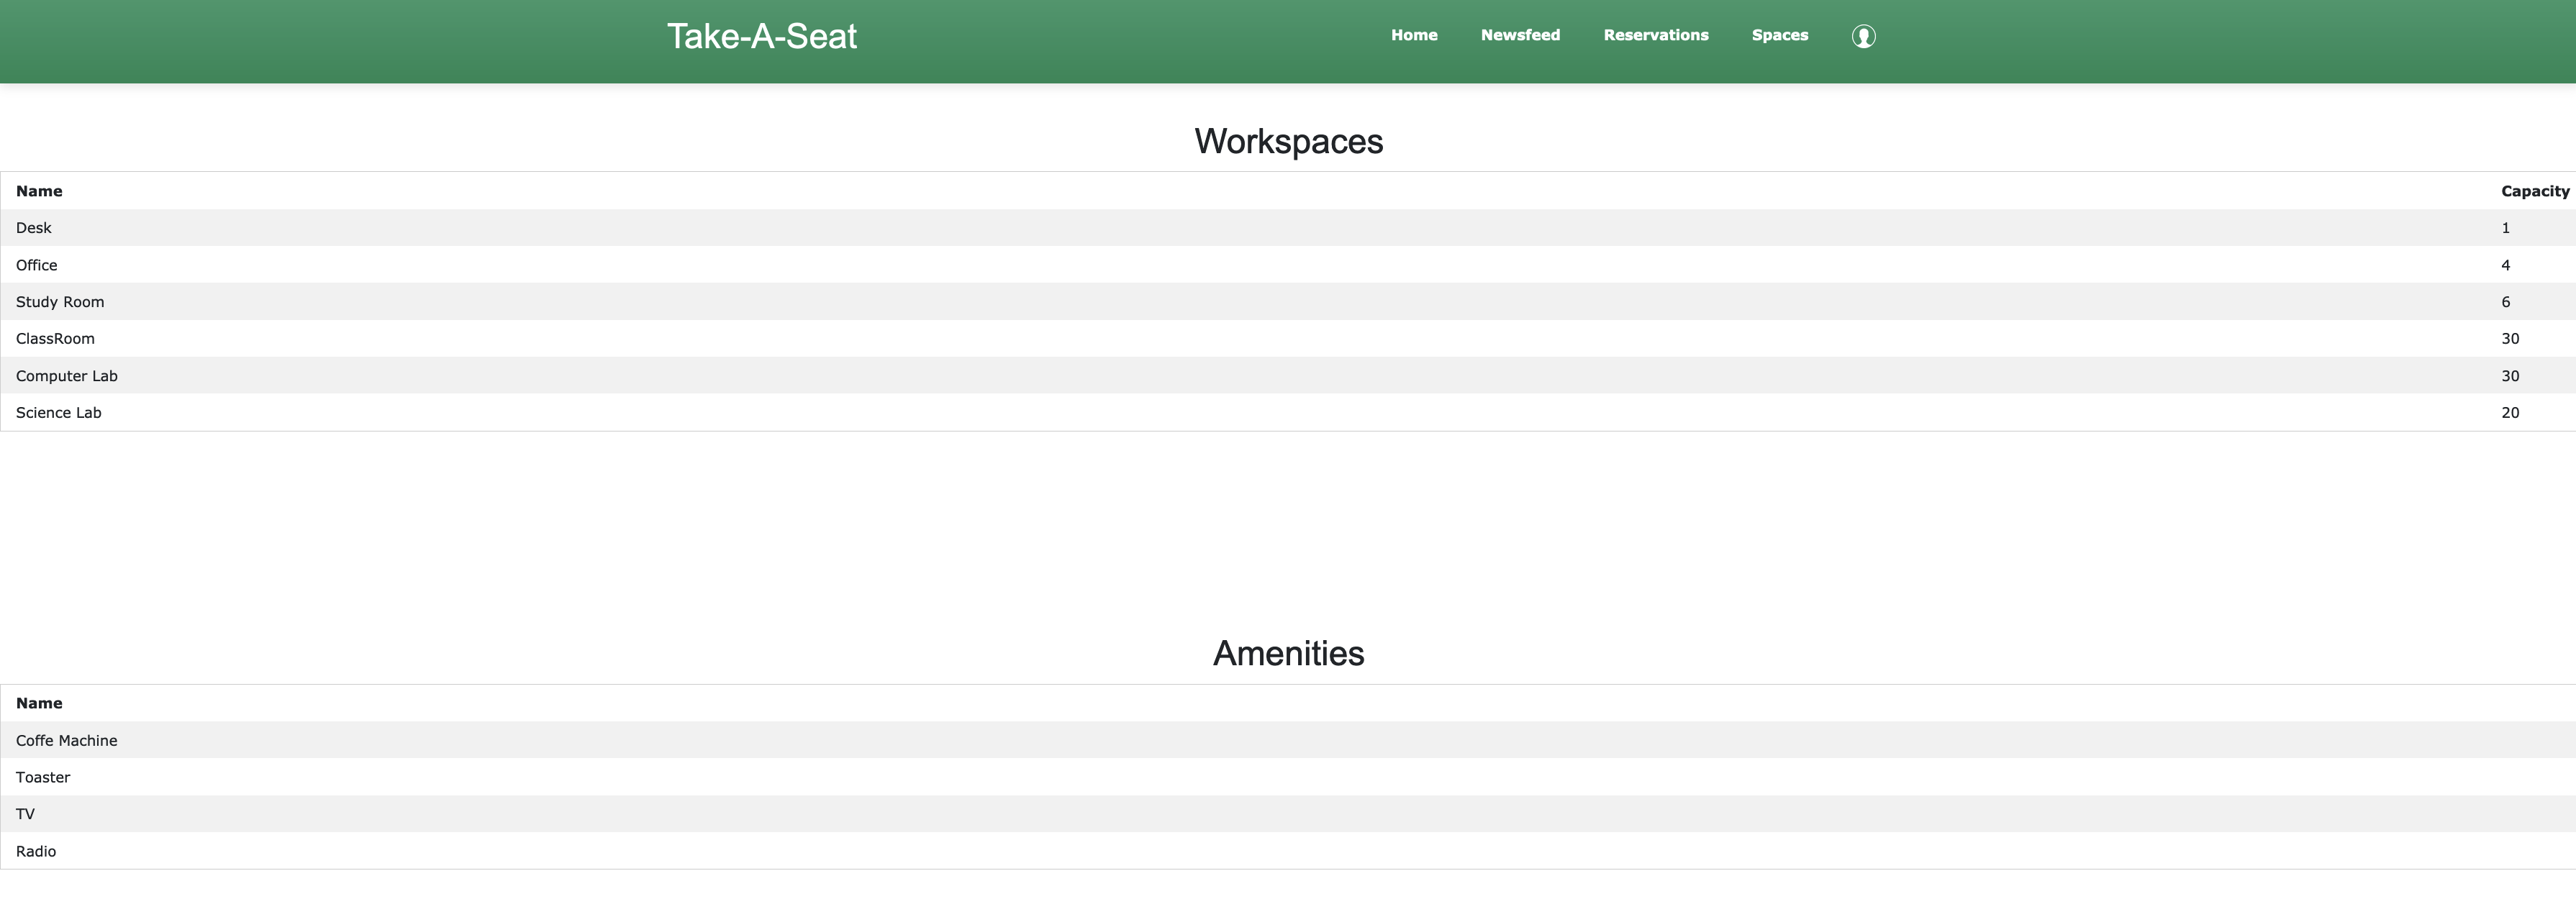 Take-A-Seat Home Newsfeed Reservations Spaces
Workspaces
Name Capacity
Desk 1
Office 4
Study Room 6
ClassRoom 30
Computer Lab 30
Science Lab 20
Amenities
Name
Coffe Machine
Toaster
TV
Radio